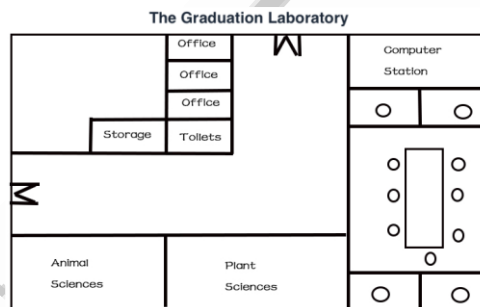 The Graduation Laboratory
Office
Computer
Station
Office
Office
Storage
Toilets
Animal
Sciences
Plant
Sciences